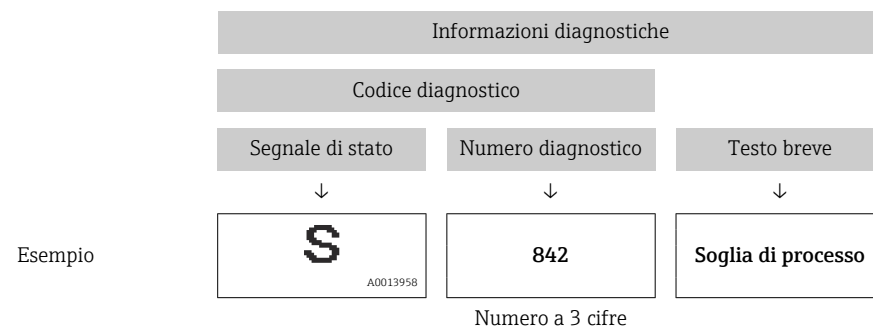 Informazioni diagnostiche
Codice diagnostico
Segnale di stato Numero diagnostico Testo breve
↓ ↓ ↓
Esempio S 842 Soglia di processo
A0013958
Numero a 3 cifre